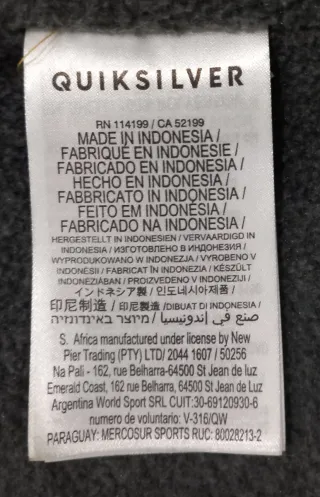 QUIKSILVER
RN 114199 / CA 52199
MADE IN INDONESIA /
FABRIQUÉ EN INDONESIE /
FABRICADO EN INDONESIA /
HECHO EN INDONESIA /
FABBRICATO IN INDONESIA /
FEITO EM INDONÉSIA /
FABRICADO NA INDONÉSIA /
HERGESTELLT IN INDONESIEN / VERVAARDIGD IN
INDONESIA / ИЗГОТОВЛЕНО В ИНДОНЕЗИИ /
WYPRODUKOWANO W INDONEZJA / VYROBENO V
INDONÉSII / FABRICAT ÎN INDONEZIA / KÉSZÜLT
INDONÉZIÁBAN / PROIZVEDENO V INDONEZIJI /
インドネシア製 / 인도네시아제품 /
印尼制造 / 印尼製造 / DIBUAT DI INDONESIA /
صنع في إندونيسيا / מיוצר באינדונזיה
S. Africa manufactured under license by New
Pier Trading (PTY) LTD/ 2044 1607 / 50256
Na Pali - 162, rue Belharra-64500 St Jean de luz
Emerald Coast, 162 rue Belharra, 64500 St Jean de Luz
Argentina World Sport SRL CUIT:30-69120930-6
numero de voluntario: V-316/QW
PARAGUAY: MERCOSUR SPORTS RUC: 80028213-2